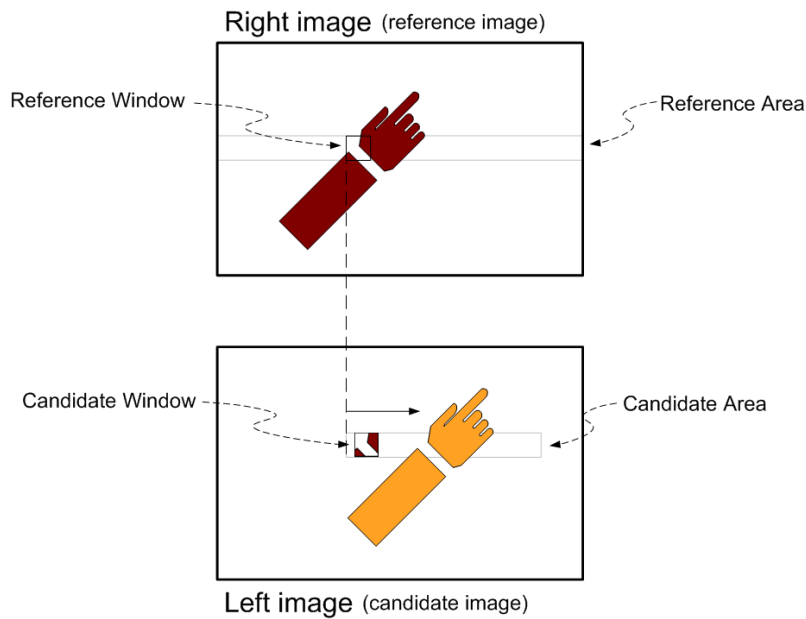 Right image (reference image)
Reference Window
Reference Area
Candidate Window
Candidate Area
Left image (candidate image)